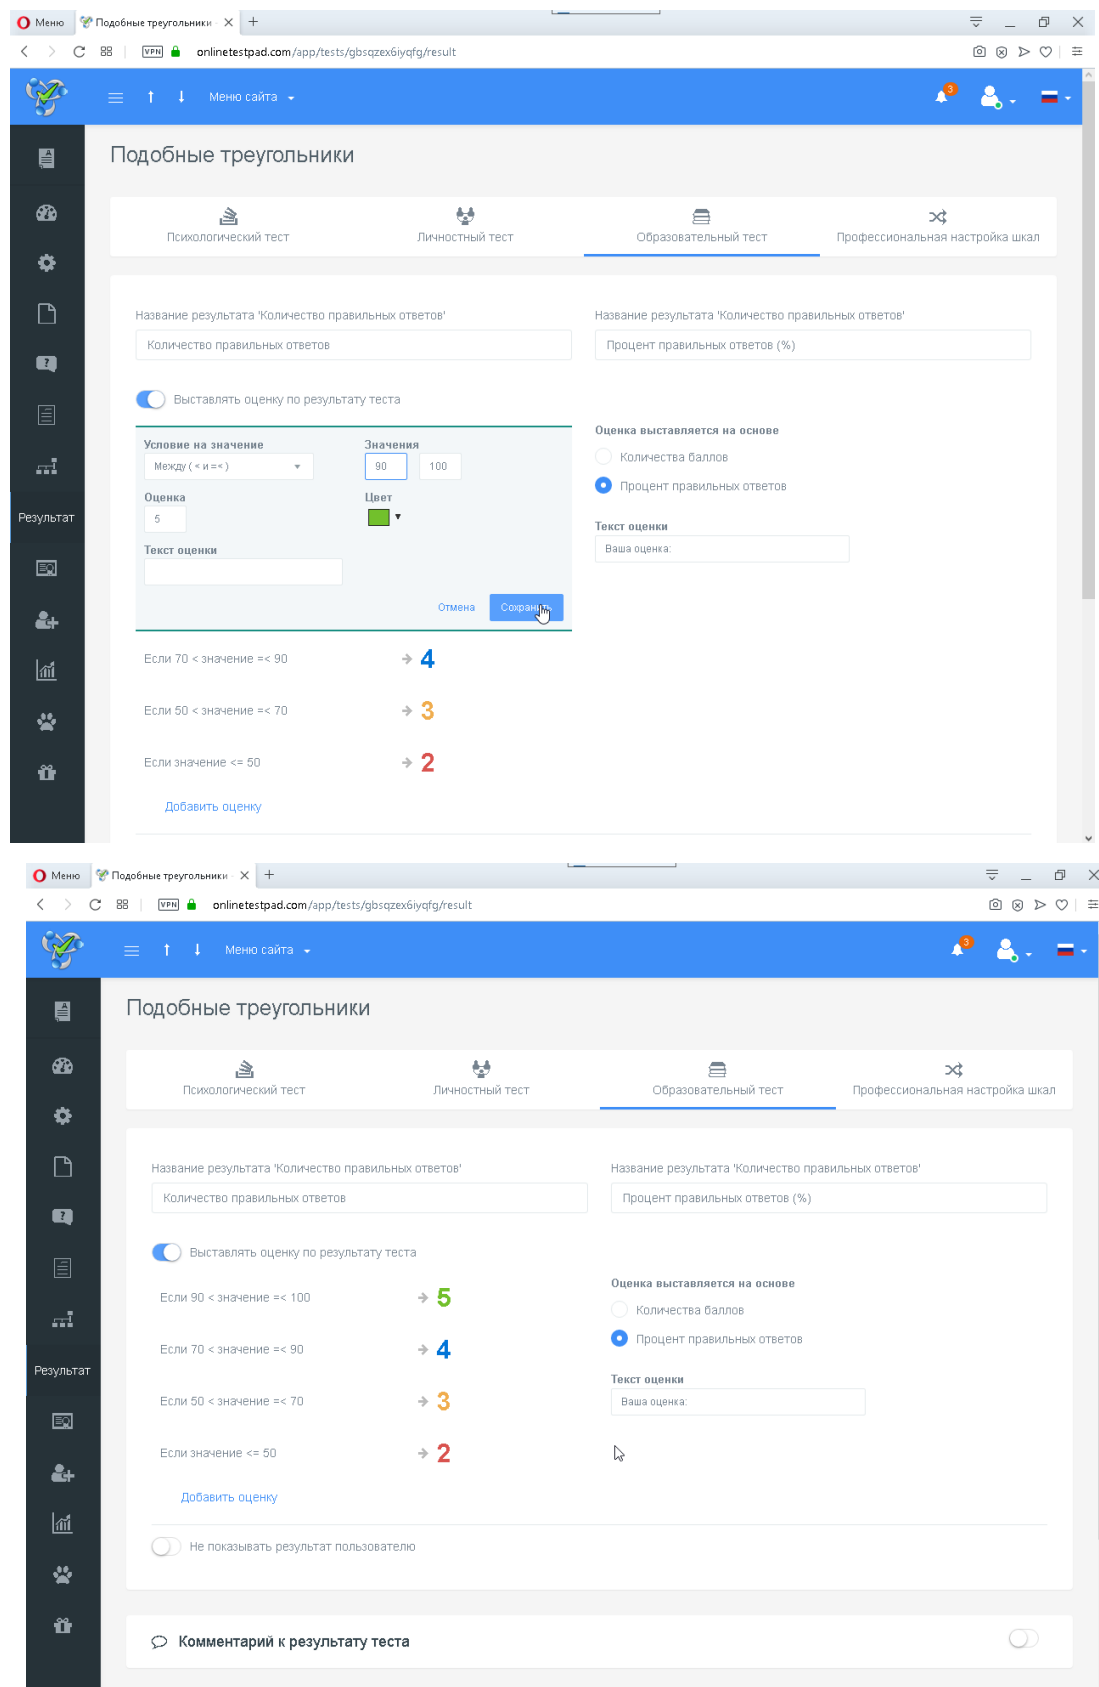 Меню
Подобные треугольники
VPN
onlinetestpad.com/app/tests/gbsqzex6iyqfg/result
Меню сайта
3
Подобные треугольники
Психологический тест
Личностный тест
Образовательный тест
Профессиональная настройка шкал
Название результата 'Количество правильных ответов'
Название результата 'Количество правильных ответов'
Количество правильных ответов
Процент правильных ответов (%)
Выставлять оценку по результату теста
Условие на значение
Значения
Между ( < и =< )
90
100
Оценка
Цвет
5
Текст оценки
Отмена
Сохранить
Оценка выставляется на основе
Количества баллов
Процент правильных ответов
Текст оценки
Ваша оценка:
Результат
Если 70 < значение =< 90
4
Если 50 < значение =< 70
3
Если значение <= 50
2
Добавить оценку
Меню
Подобные треугольники
VPN
onlinetestpad.com/app/tests/gbsqzex6iyqfg/result
Меню сайта
3
Подобные треугольники
Психологический тест
Личностный тест
Образовательный тест
Профессиональная настройка шкал
Название результата 'Количество правильных ответов'
Название результата 'Количество правильных ответов'
Количество правильных ответов
Процент правильных ответов (%)
Выставлять оценку по результату теста
Если 90 < значение =< 100
5
Если 70 < значение =< 90
4
Если 50 < значение =< 70
3
Если значение <= 50
2
Добавить оценку
Оценка выставляется на основе
Количества баллов
Процент правильных ответов
Текст оценки
Ваша оценка:
Результат
Не показывать результат пользователю
Комментарий к результату теста